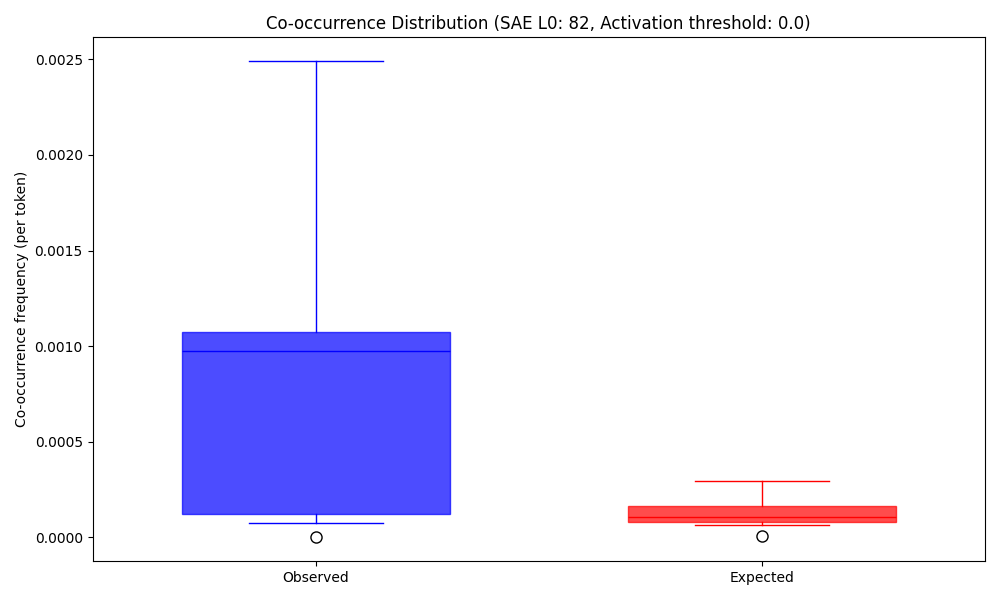 Co-occurrence Distribution (SAE L0: 82, Activation threshold: 0.0)
Co-occurrence frequency (per token)
0.0025
0.0020
0.0015
0.0010
0.0005
0.0000
Observed
Expected